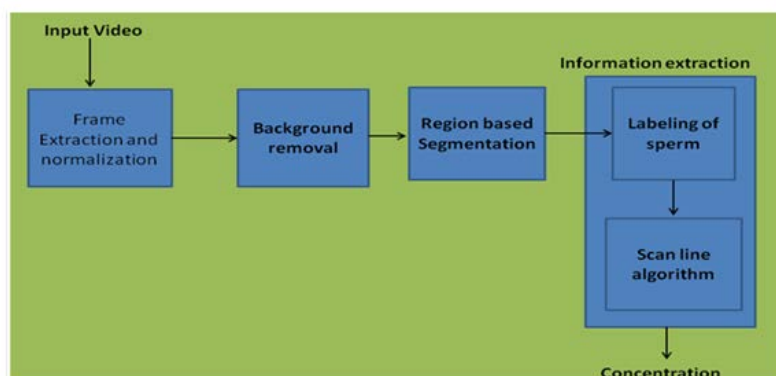 Input Video
Frame
Extraction and
normalization
Background
removal
Region based
Segmentation
Information extraction
Labeling of
sperm
Scan line
algorithm
Concentration